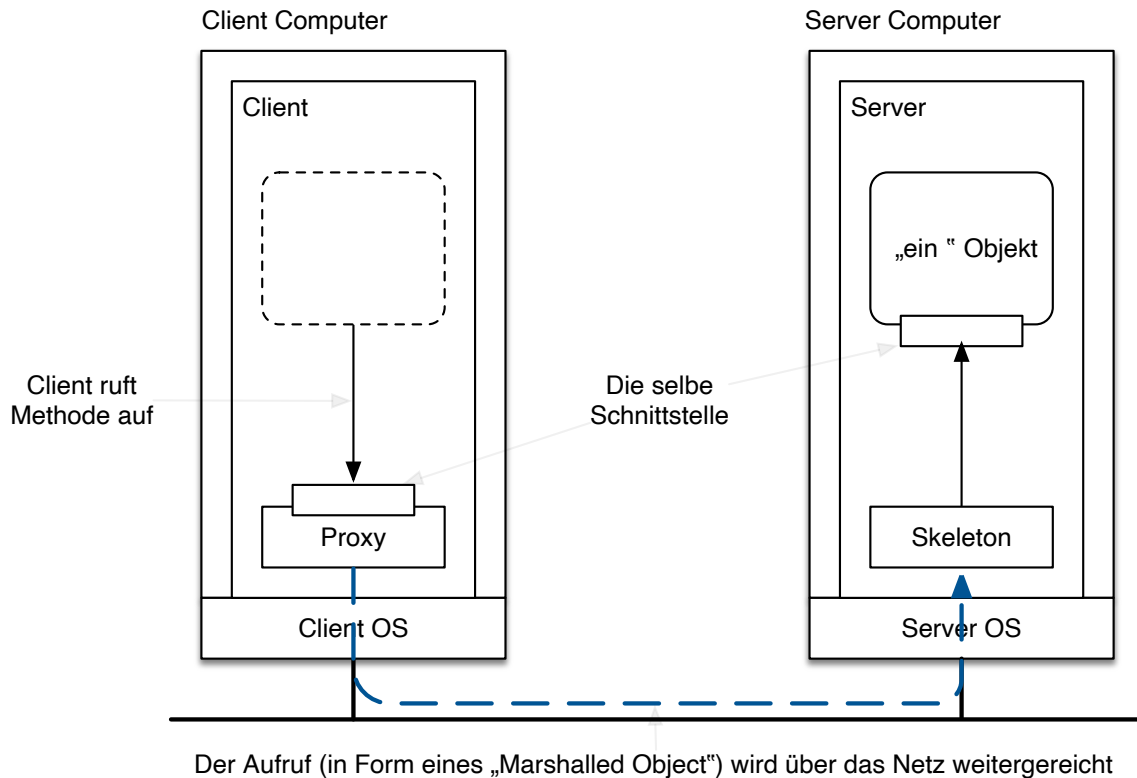 Client Computer
Server Computer
Client
Server
„ein “ Objekt
Client ruft
Methode auf
Die selbe
Schnittstelle
Proxy
Skeleton
Client OS
Server OS
Der Aufruf (in Form eines „Marshalled Object“) wird über das Netz weitergereicht